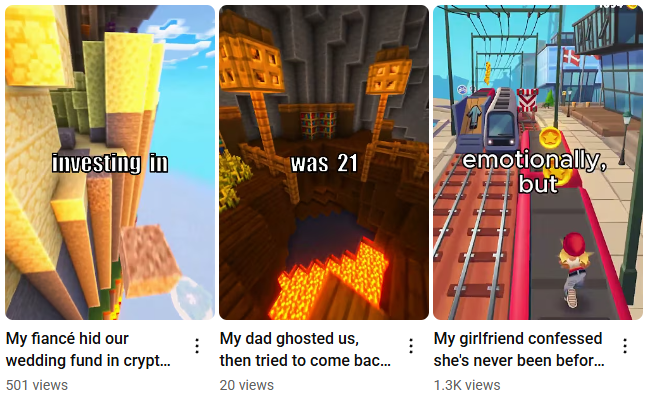 investing in
was 21
emotionally,
but
My fiancé hid our
wedding fund in crypt...
501 views
My dad ghosted us,
then tried to come bac...
20 views
My girlfriend confessed
she's never been befor...
1.3K views